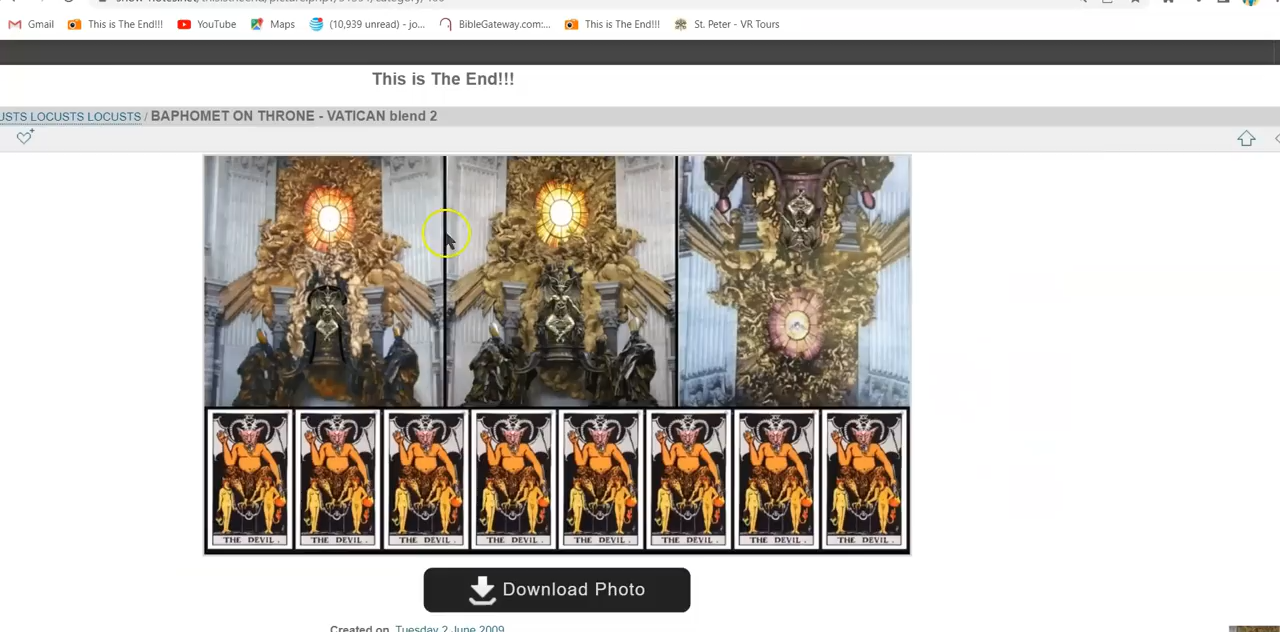 Gmail This is The End!!! YouTube Maps (10,939 unread) - jo... BibleGateway.com:... This is The End!!! St. Peter - VR Tours
This is The End!!!
USTS LOCUSTS LOCUSTS / BAPHOMET ON THRONE - VATICAN blend 2
THE DEVIL. THE DEVIL. THE DEVIL. THE DEVIL. THE DEVIL. THE DEVIL. THE DEVIL. THE DEVIL.
Download Photo
Created on Tuesday 2 June 2009